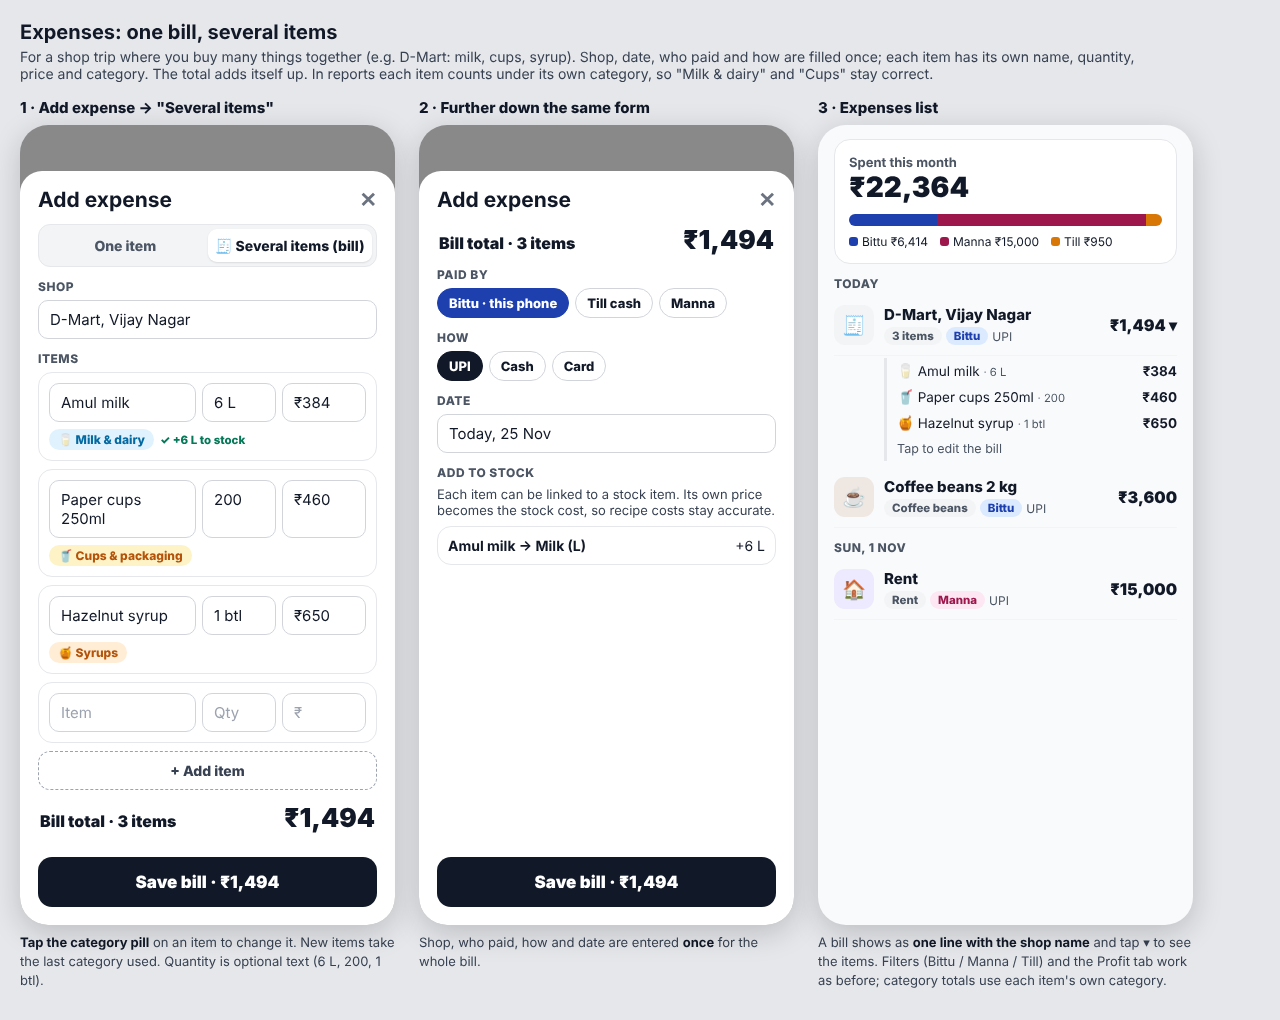 Expenses: one bill, several items
For a shop trip where you buy many things together (e.g. D-Mart: milk, cups, syrup). Shop, date, who paid and how are filled once; each item has its own name, quantity,
price and category. The total adds itself up. In reports each item counts under its own category, so "Milk & dairy" and "Cups" stay correct.
1 · Add expense → "Several items"
Add expense ✕
One item 🧾 Several items (bill)
SHOP
D-Mart, Vijay Nagar
ITEMS
Amul milk 6 L ₹384
🥛 Milk & dairy ✓ +6 L to stock
Paper cups 200 ₹460
250ml
🥤 Cups & packaging
Hazelnut syrup 1 btl ₹650
🍯 Syrups
Item Qty ₹
+ Add item
Bill total · 3 items ₹1,494
Save bill · ₹1,494
Tap the category pill on an item to change it. New items take
the last category used. Quantity is optional text (6 L, 200, 1
btl).
2 · Further down the same form
Add expense ✕
Bill total · 3 items ₹1,494
PAID BY
Bittu · this phone Till cash Manna
HOW
UPI Cash Card
DATE
Today, 25 Nov
ADD TO STOCK
Each item can be linked to a stock item. Its own price
becomes the stock cost, so recipe costs stay accurate.
Amul milk → Milk (L) +6 L
Save bill · ₹1,494
Shop, who paid, how and date are entered once for the
whole bill.
3 · Expenses list
Spent this month
₹22,364
Bittu ₹6,414 Manna ₹15,000 Till ₹950
TODAY
D-Mart, Vijay Nagar ₹1,494 ▾
3 items Bittu UPI
🥛 Amul milk · 6 L ₹384
🥤 Paper cups 250ml · 200 ₹460
🍯 Hazelnut syrup · 1 btl ₹650
Tap to edit the bill
Coffee beans 2 kg ₹3,600
Coffee beans Bittu UPI
SUN, 1 NOV
Rent ₹15,000
Rent Manna UPI
A bill shows as one line with the shop name and tap ▾ to see
the items. Filters (Bittu / Manna / Till) and the Profit tab work
as before; category totals use each item's own category.